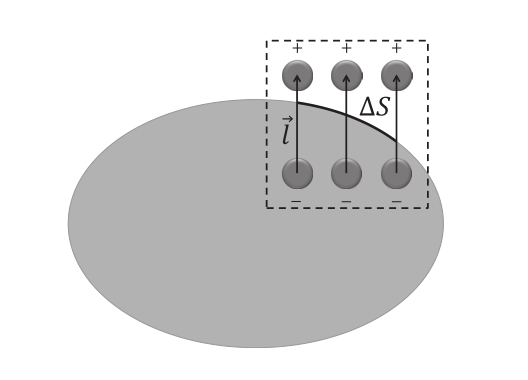 + + +
ΔS
l⃗
– – –